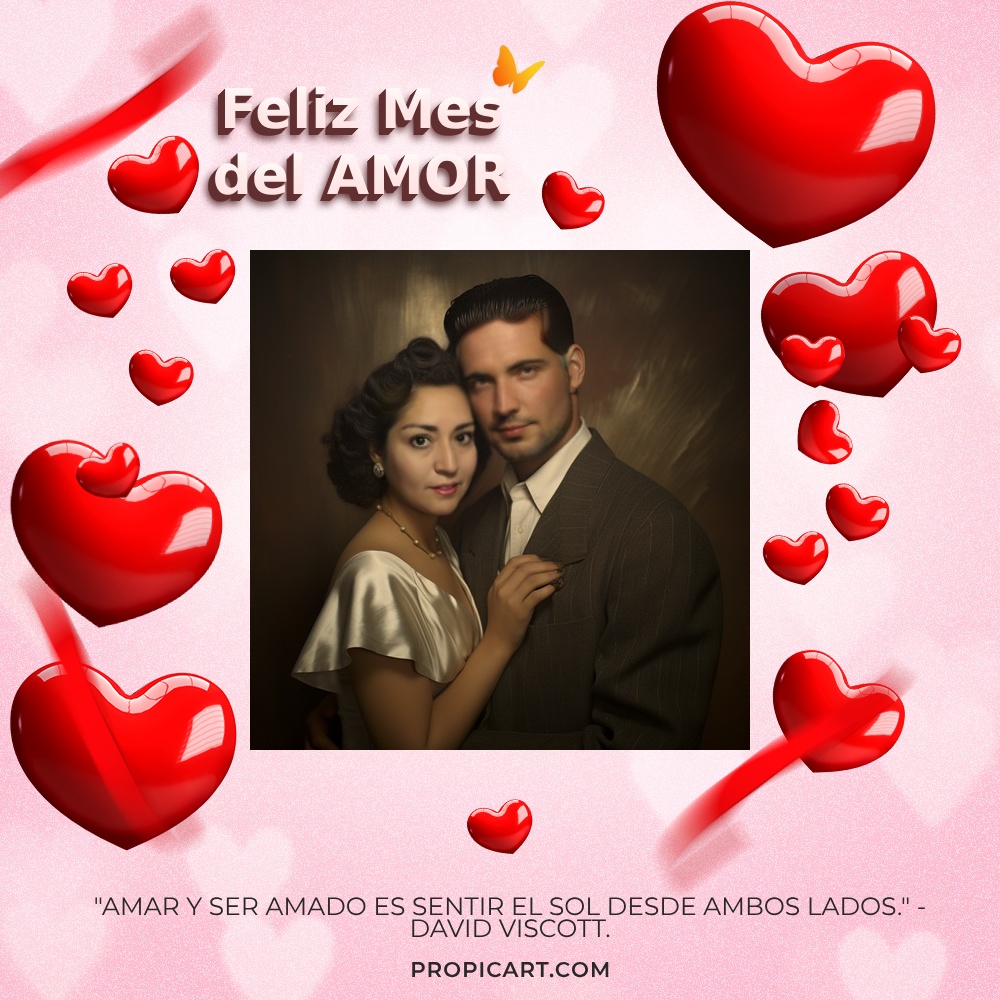 Feliz Mes
del AMOR
"AMAR Y SER AMADO ES SENTIR EL SOL DESDE AMBOS LADOS." -
DAVID VISCOTT.
PROPICART.COM